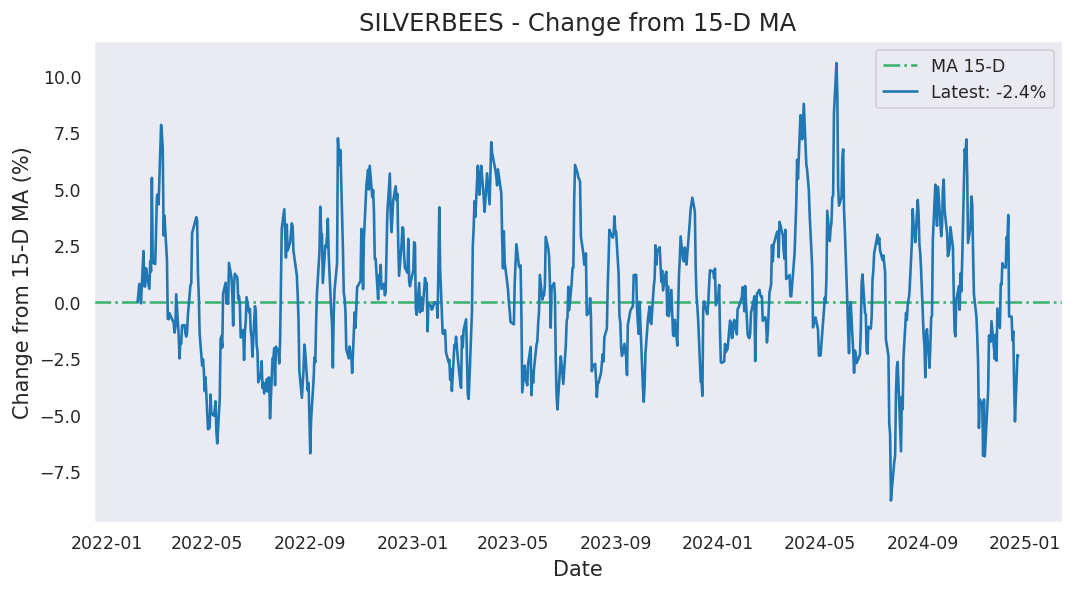 SILVERBEES - Change from 15-D MA
MA 15-D
Latest: -2.4%
Change from 15-D MA (%)
10.0
7.5
5.0
2.5
0.0
−2.5
−5.0
−7.5
2022-01 2022-05 2022-09 2023-01 2023-05 2023-09 2024-01 2024-05 2024-09 2025-01
Date